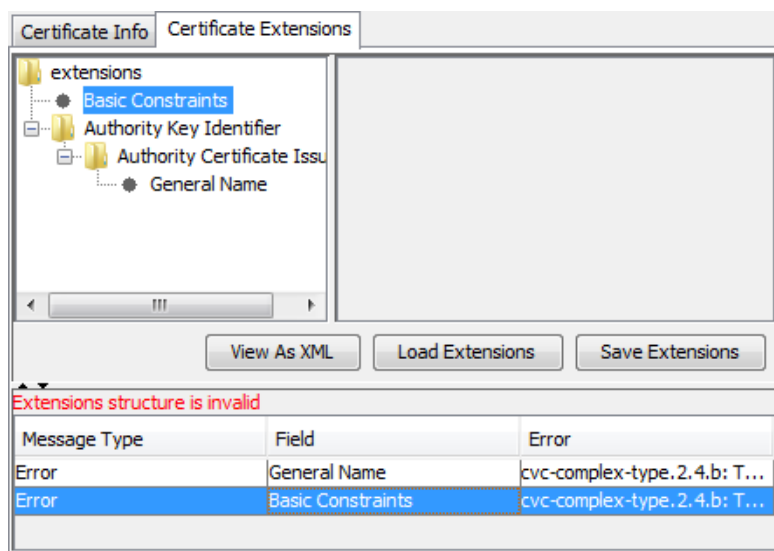 Certificate Info Certificate Extensions
extensions
Basic Constraints
Authority Key Identifier
Authority Certificate Issu
General Name
View As XML Load Extensions Save Extensions
Extensions structure is invalid
Message Type Field Error
Error General Name cvc-complex-type.2.4.b: T...
Error Basic Constraints cvc-complex-type.2.4.b: T...